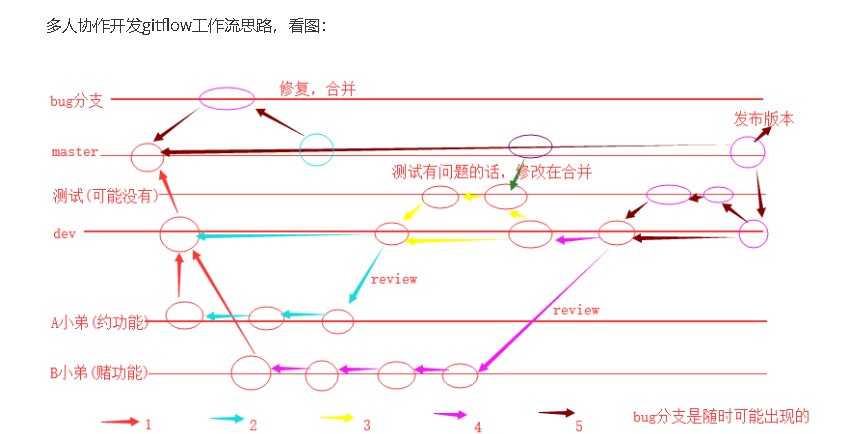 多人协作开发gitflow工作流思路，看图：
修复，合并
bug分支
发布版本
master
测试有问题的话，修改在合并
测试(可能没有)
dev
review
review
A小弟(约功能)
B小弟(赌功能)
1
2
3
4
5
bug分支是随时可能出现的